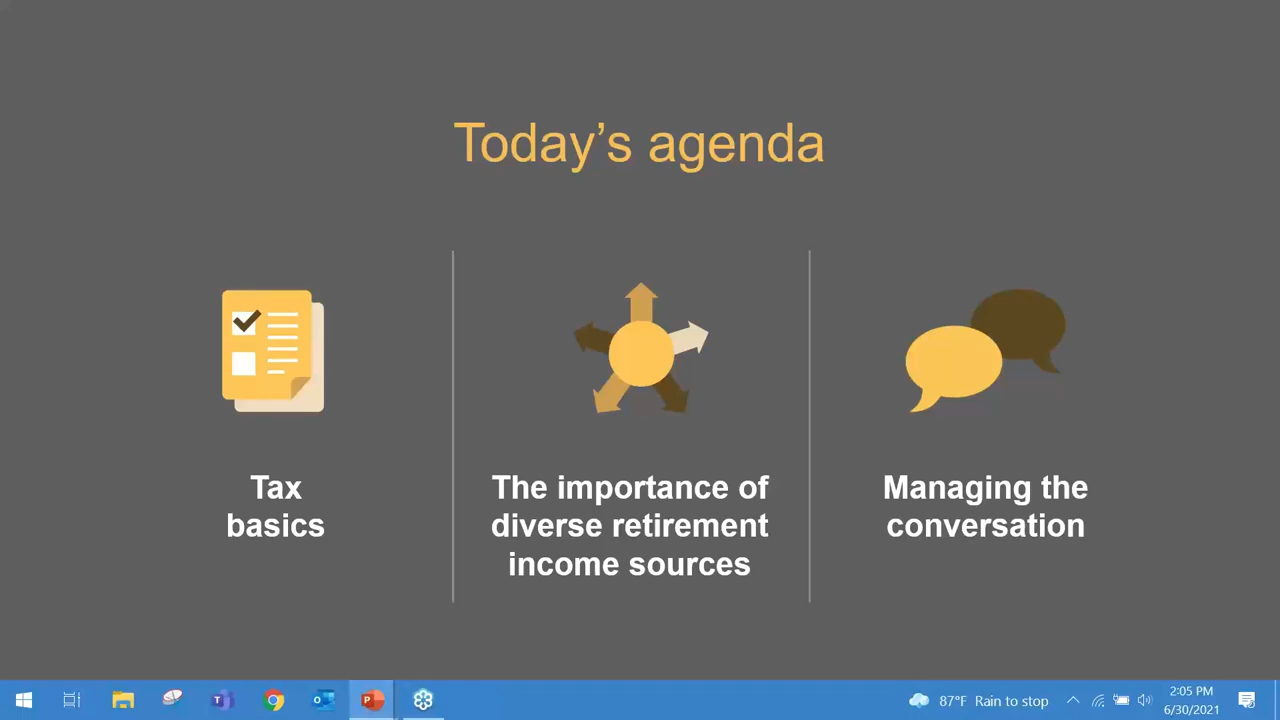 Today’s agenda
Tax
basics
The importance of
diverse retirement
income sources
Managing the
conversation
87°F Rain to stop
2:05 PM
6/30/2021